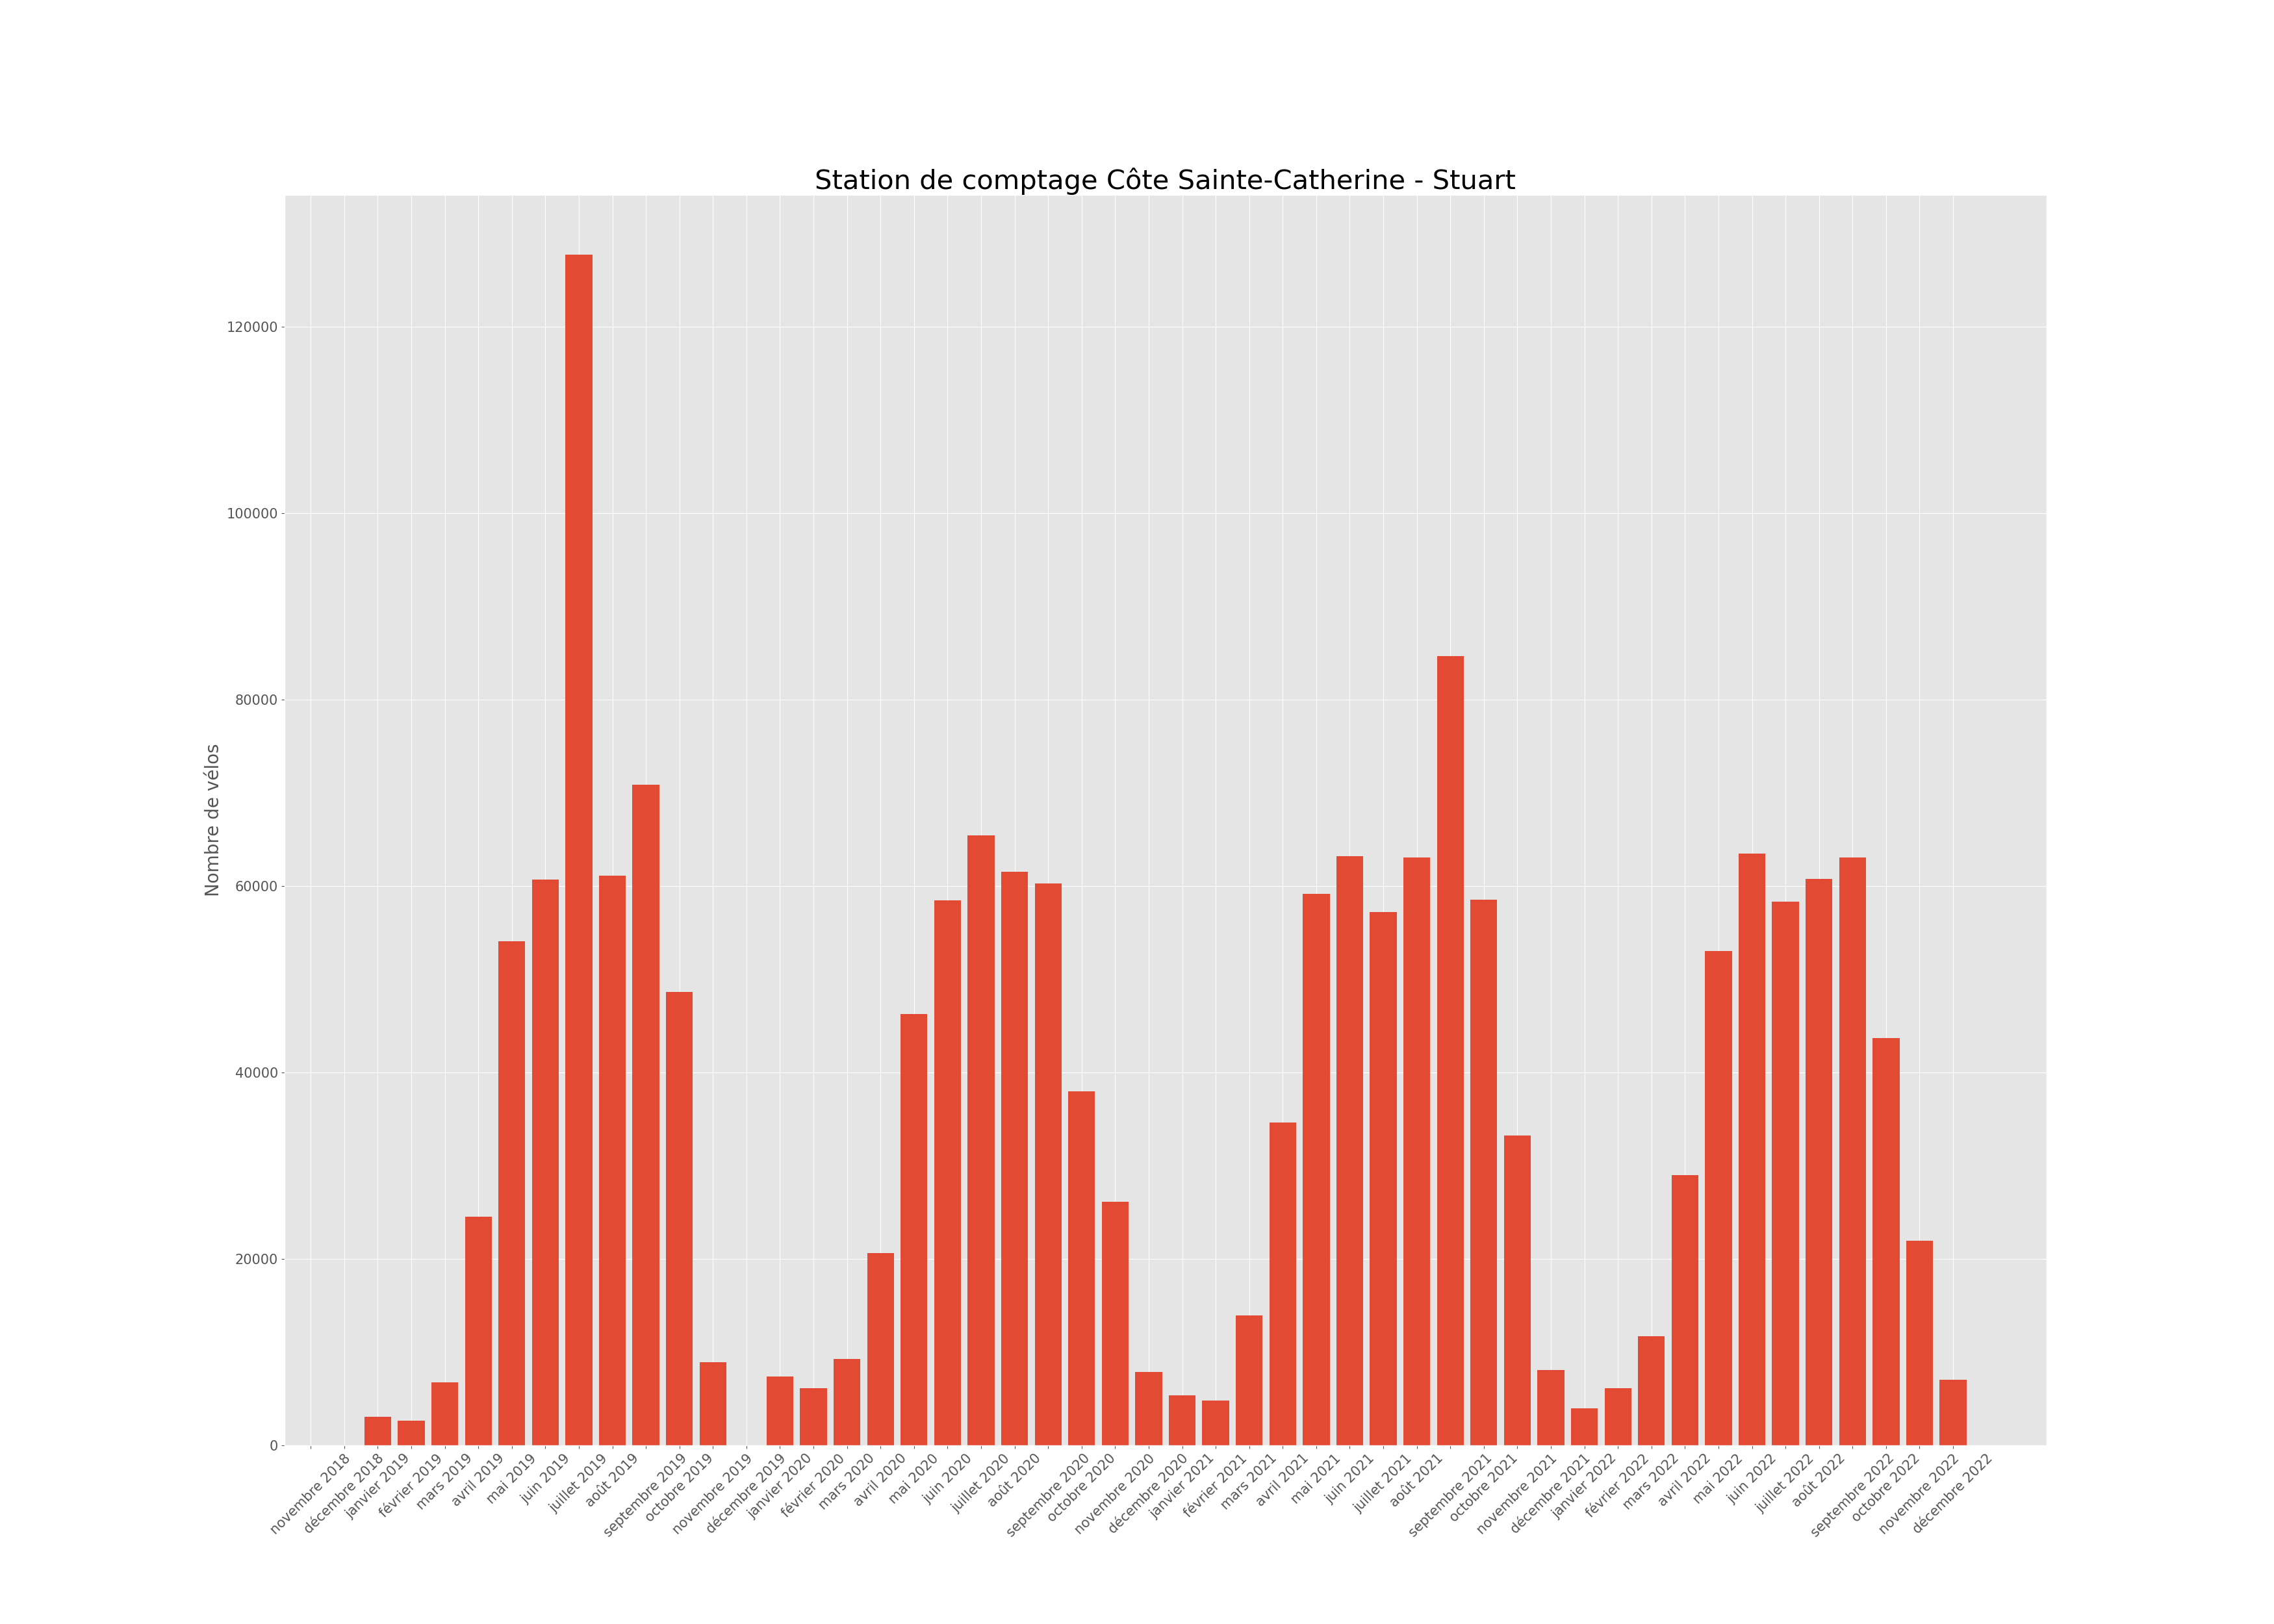 Station de comptage Côte Sainte-Catherine - Stuart
120000
100000
80000
60000
40000
20000
0
Nombre de vélos
novembre 2018
décembre 2018
janvier 2019
février 2019
mars 2019
avril 2019
mai 2019
juin 2019
juillet 2019
août 2019
septembre 2019
octobre 2019
novembre 2019
décembre 2019
janvier 2020
février 2020
mars 2020
avril 2020
mai 2020
juin 2020
juillet 2020
août 2020
septembre 2020
octobre 2020
novembre 2020
décembre 2020
janvier 2021
février 2021
mars 2021
avril 2021
mai 2021
juin 2021
juillet 2021
août 2021
septembre 2021
octobre 2021
novembre 2021
décembre 2021
janvier 2022
février 2022
mars 2022
avril 2022
mai 2022
juin 2022
juillet 2022
août 2022
septembre 2022
octobre 2022
novembre 2022
décembre 2022